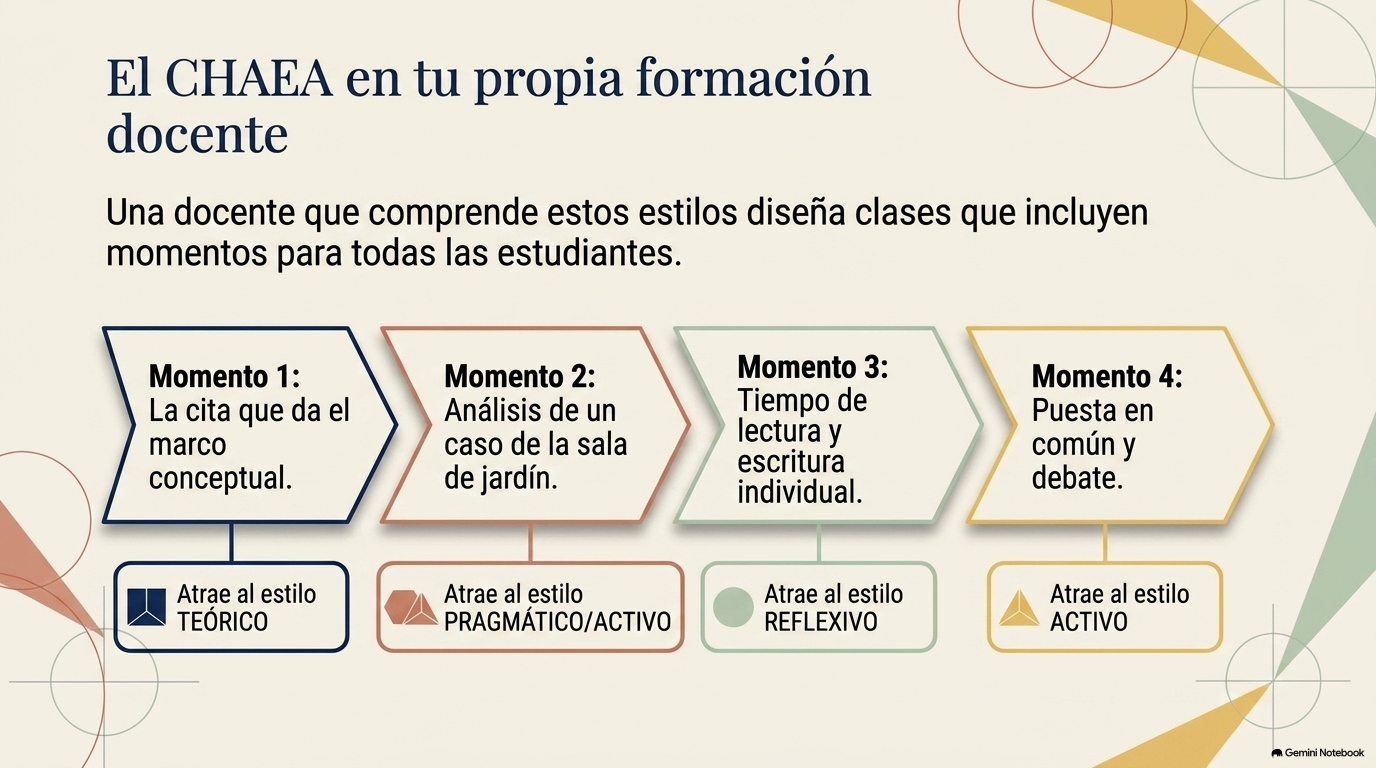 El CHAEA en tu propia formación
docente
Una docente que comprende estos estilos diseña clases que incluyen
momentos para todas las estudiantes.
Momento 1:
La cita que da el
marco
conceptual.
Atrae al estilo
TEÓRICO
Momento 2:
Análisis de un
caso de la sala
de jardín.
Atrae al estilo
PRAGMÁTICO/ACTIVO
Momento 3:
Tiempo de
lectura y
escritura
individual.
Atrae al estilo
REFLEXIVO
Momento 4:
Puesta en
común y
debate.
Atrae al estilo
ACTIVO
Gemini Notebook